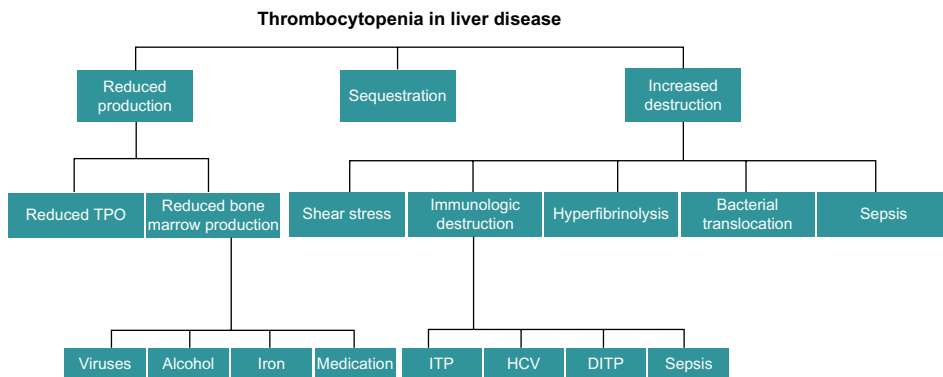 Thrombocytopenia in liver disease
Reduced
production
Sequestration
Increased
destruction
Reduced TPO
Reduced bone
marrow production
Shear stress
Immunologic
destruction
Hyperfibrinolysis
Bacterial
translocation
Sepsis
Viruses
Alcohol
Iron
Medication
ITP
HCV
DITP
Sepsis